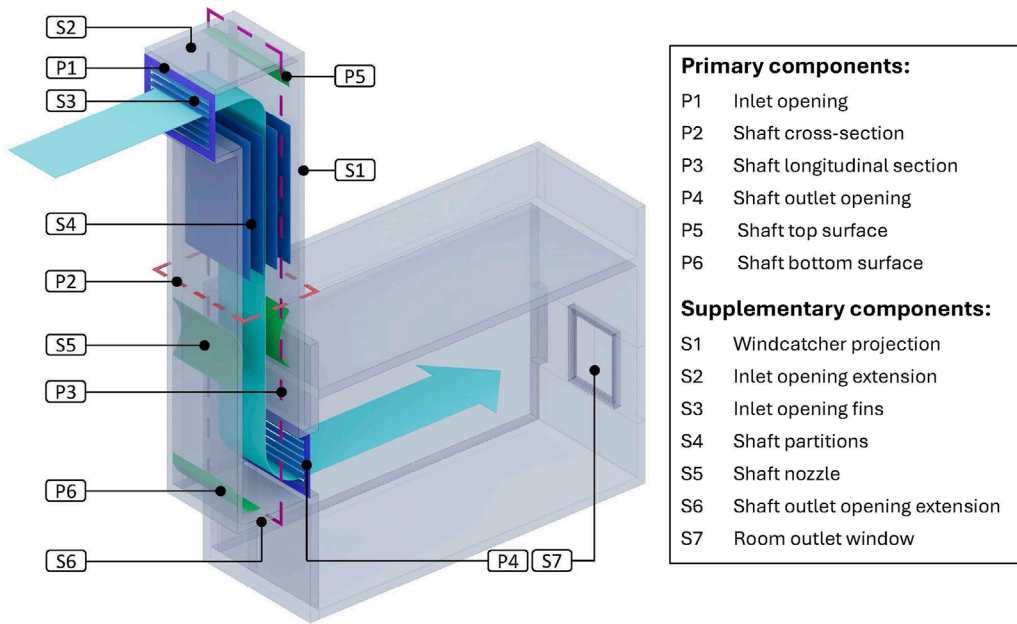 S2
P1
S3
P5
S1
S4
P2
S5
P3
P6
S6
P4 S7
Primary components:
P1 Inlet opening
P2 Shaft cross-section
P3 Shaft longitudinal section
P4 Shaft outlet opening
P5 Shaft top surface
P6 Shaft bottom surface
Supplementary components:
S1 Windcatcher projection
S2 Inlet opening extension
S3 Inlet opening fins
S4 Shaft partitions
S5 Shaft nozzle
S6 Shaft outlet opening extension
S7 Room outlet window